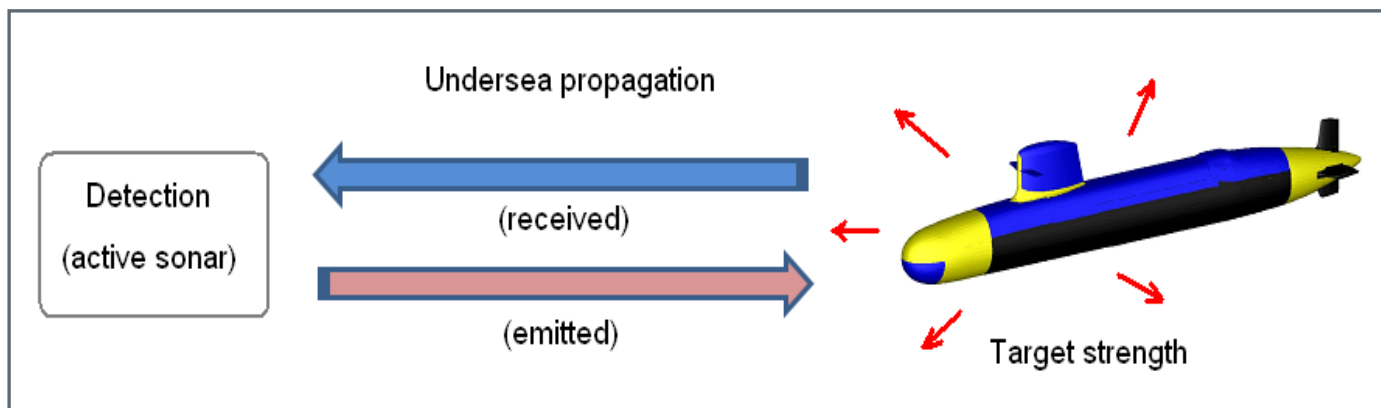 Undersea propagation
Detection
(active sonar)
(received)
(emitted)
Target strength